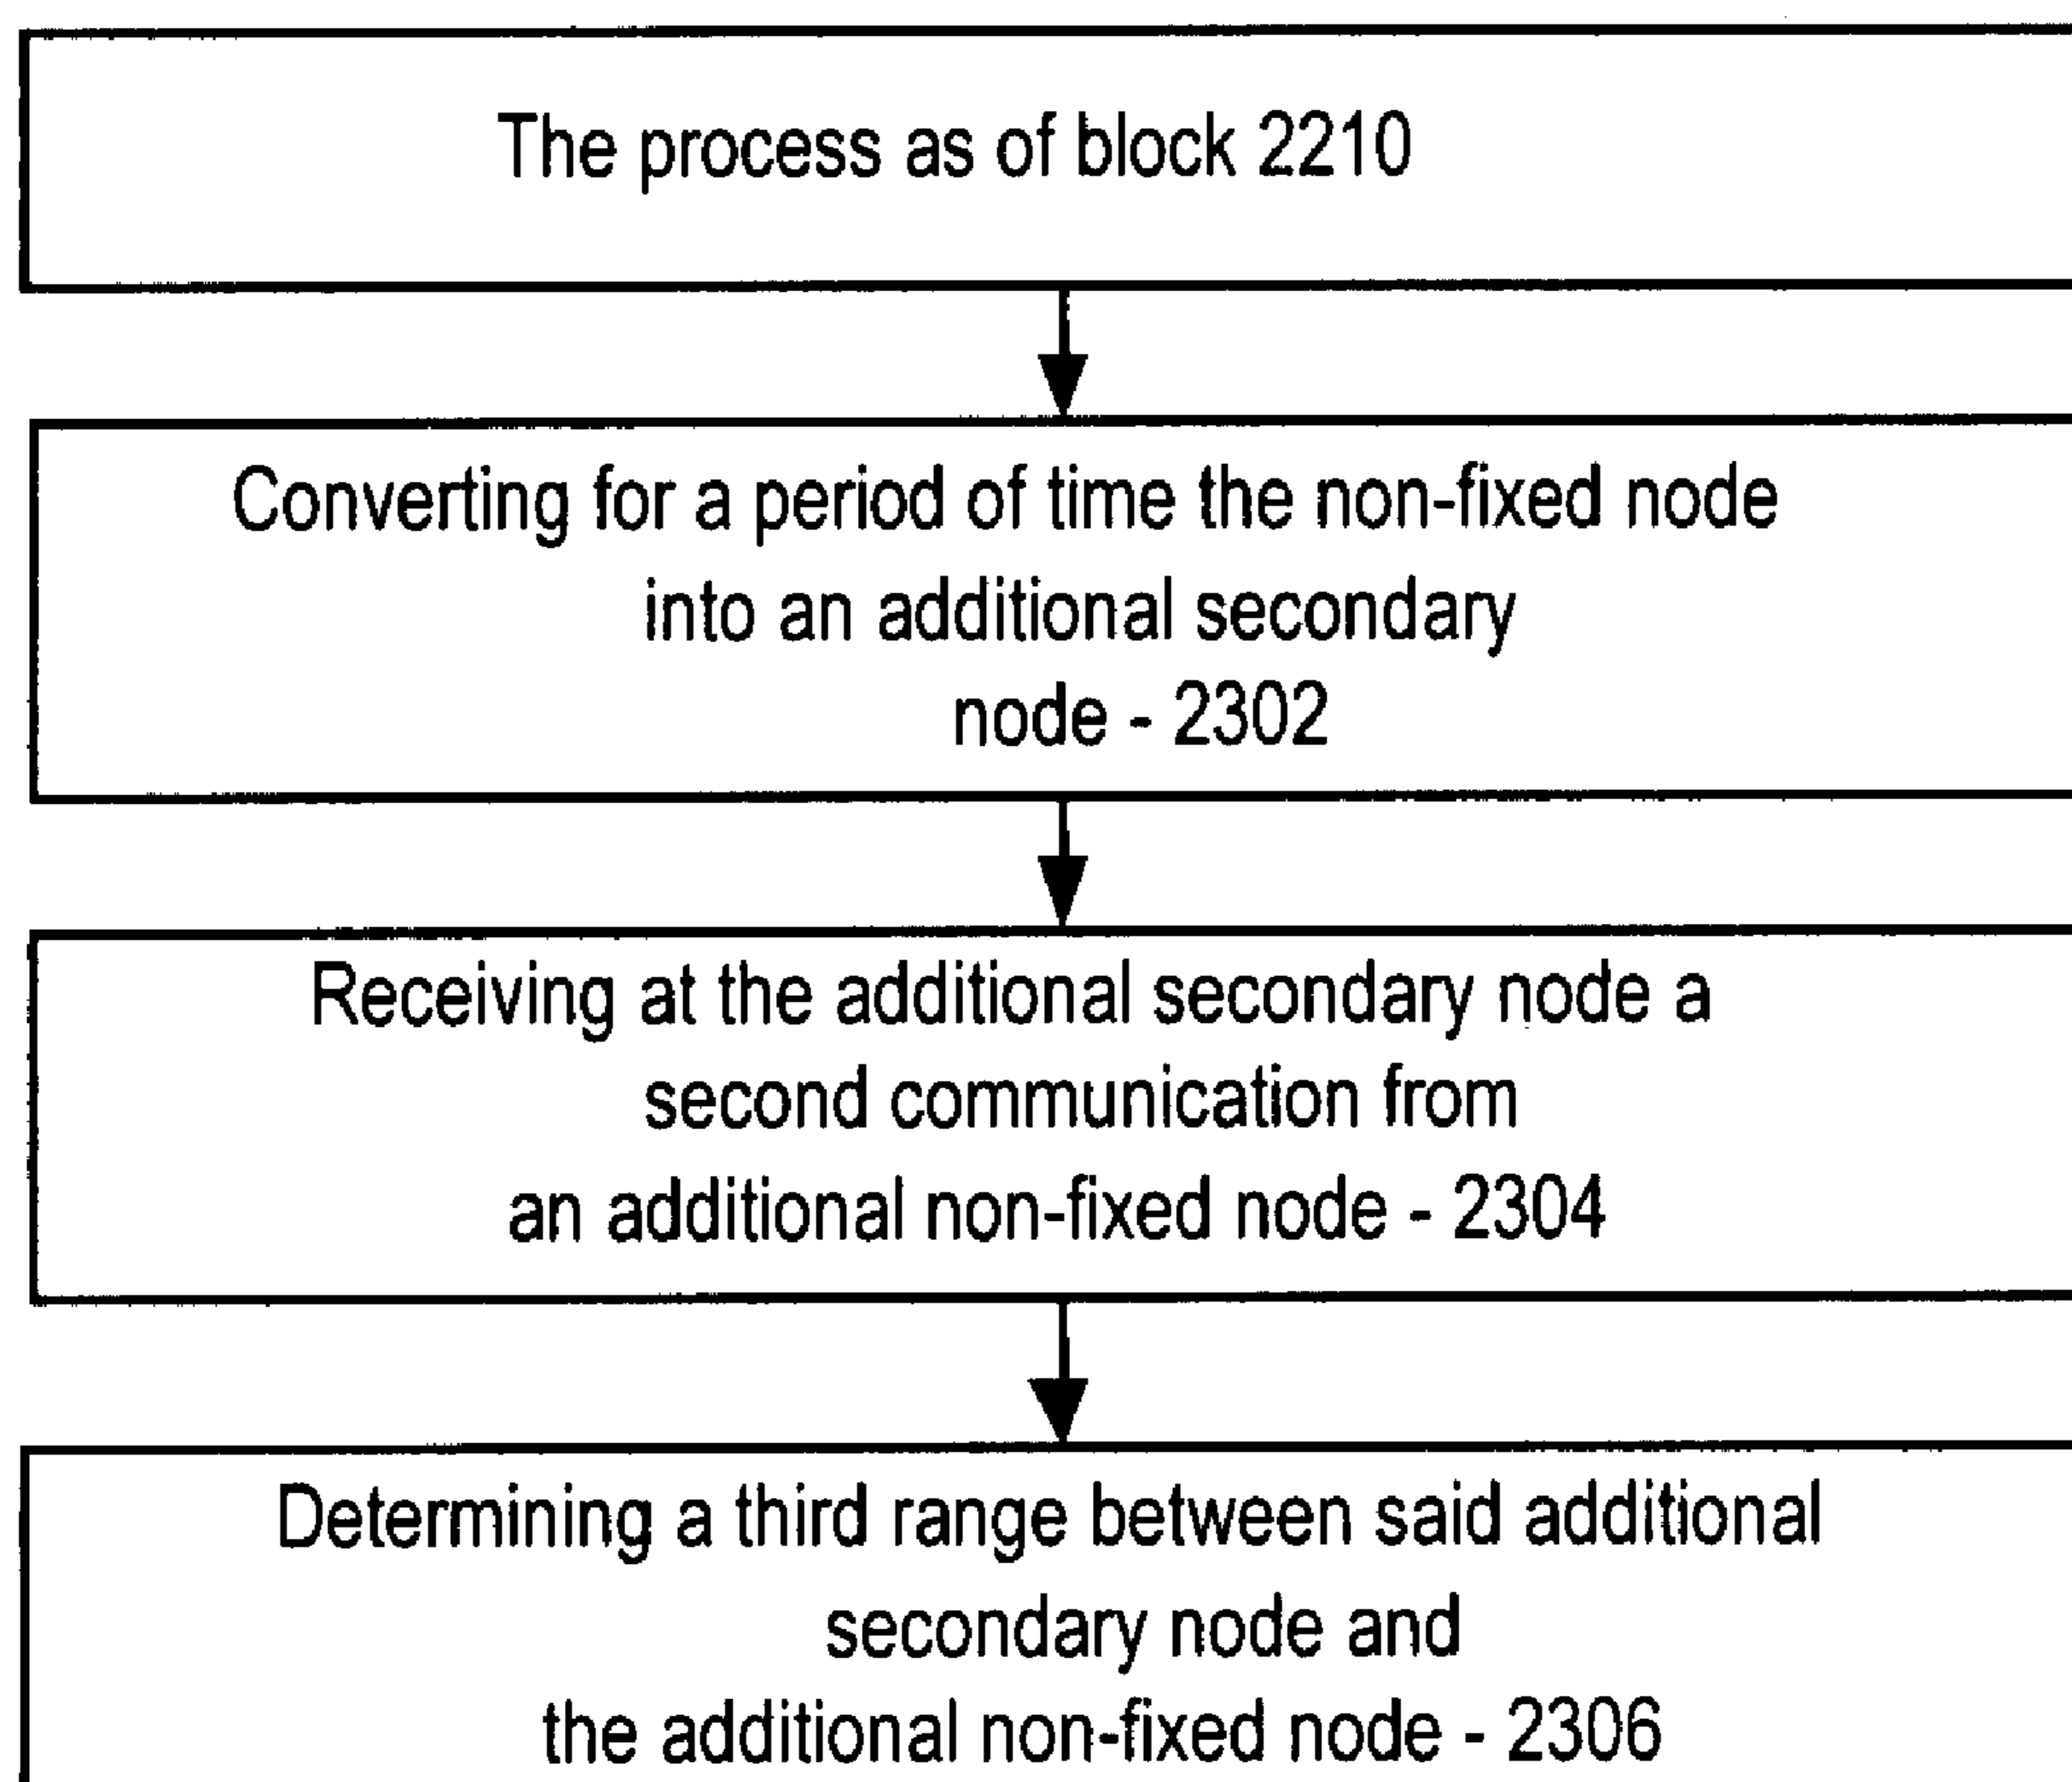 The process as of block 2210
Converting for a period of time the non-fixed node
into an additional secondary
node - 2302
Receiving at the additional secondary node a
second communication from
an additional non-fixed node - 2304
Determining a third range between said additional
secondary node and
the additional non-fixed node - 2306